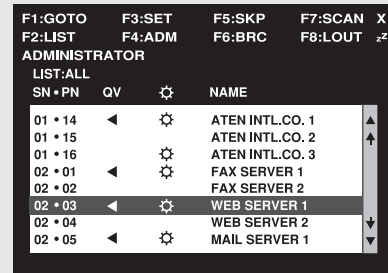 F1:GOTO F3:SET F5:SKP F7:SCAN X
F2:LIST F4:ADM F6:BRC F8:LOUT zZ
ADMINISTRATOR
LIST:ALL
SN•PN QV ☼ NAME
01•14 ◀ ☼ ATEN INTL.CO. 1
01•15 ATEN INTL.CO. 2
01•16 ☼ ATEN INTL.CO. 3
02•01 ◀ ☼ FAX SERVER 1
02•02 FAX SERVER 2
02•03 ◀ ☼ WEB SERVER 1
02•04 WEB SERVER 2
02•05 ◀ ☼ MAIL SERVER 1